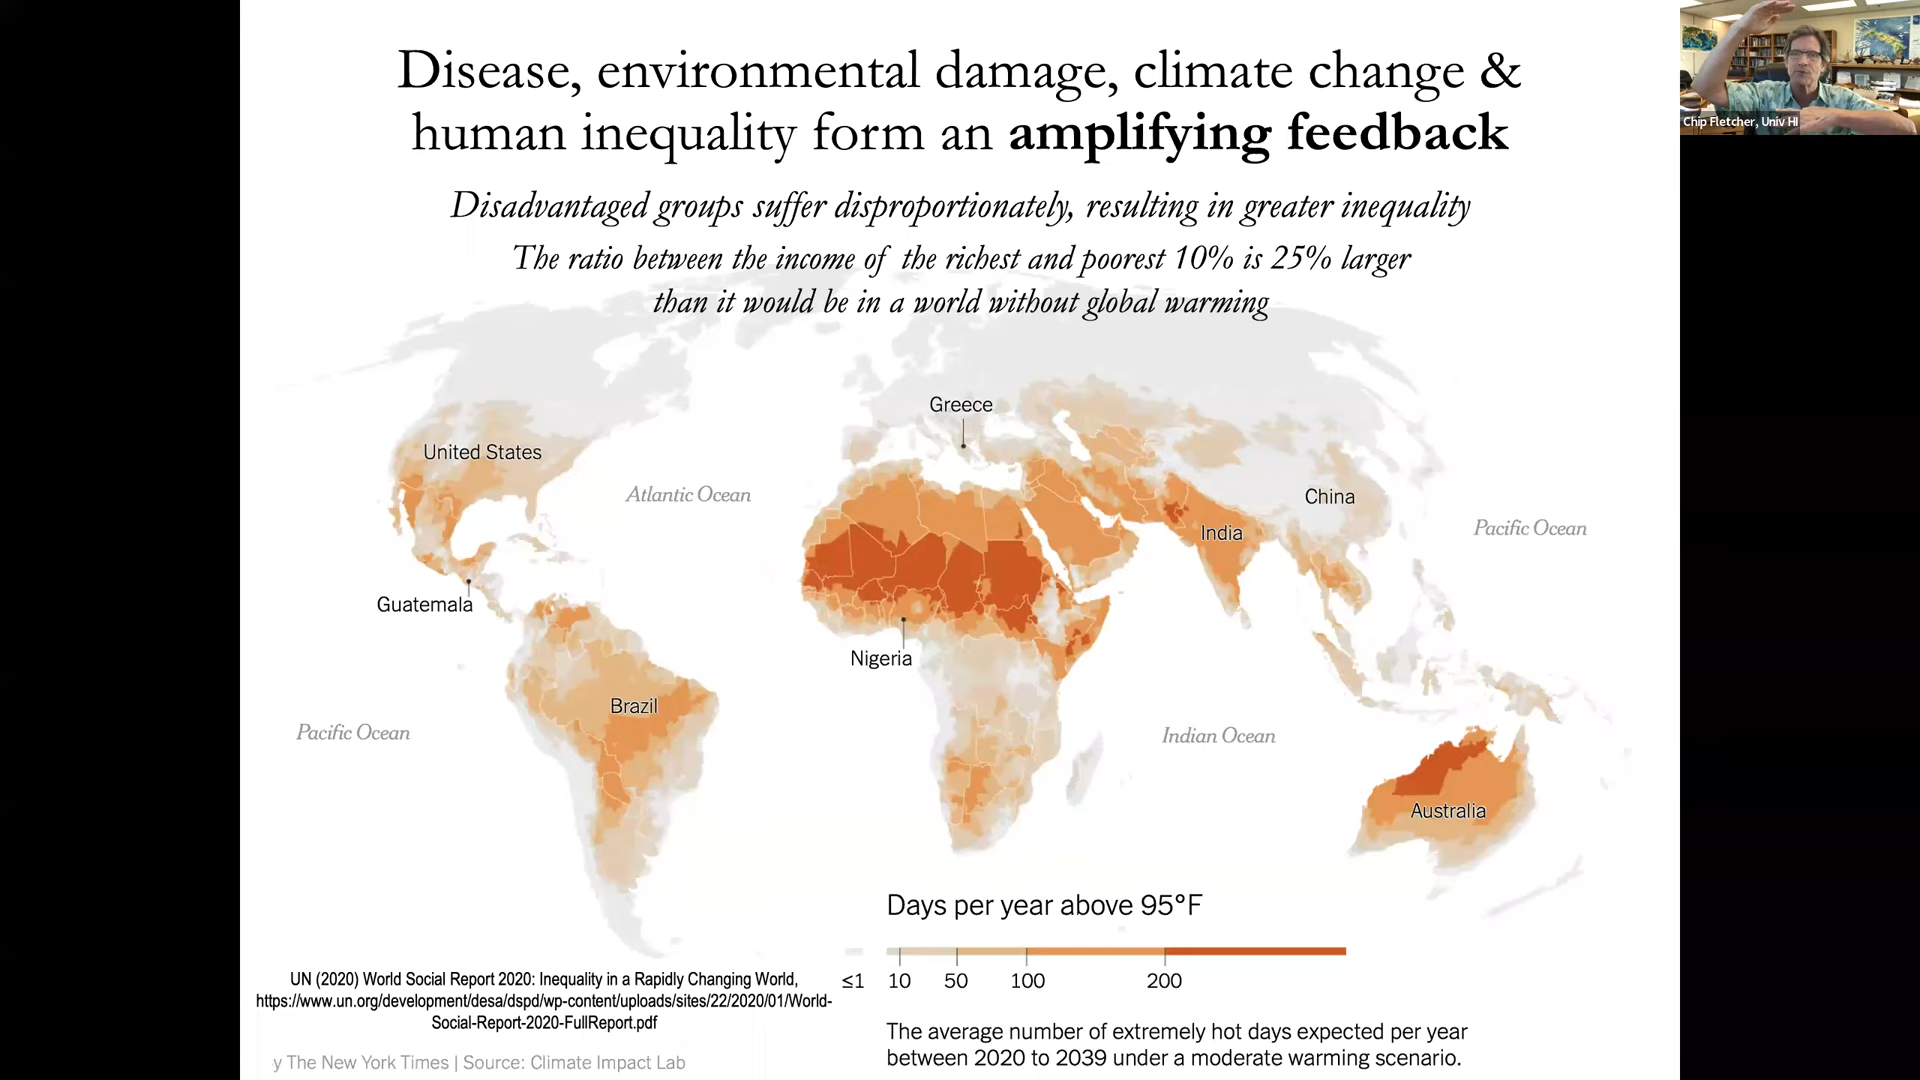 Disease, environmental damage, climate change &
human inequality form an amplifying feedback
Disadvantaged groups suffer disproportionately, resulting in greater inequality
The ratio between the income of the richest and poorest 10% is 25% larger
than it would be in a world without global warming
Chip Fletcher, Univ HI
Greece
United States
Atlantic Ocean
China
Pacific Ocean
India
Guatemala
Nigeria
Brazil
Pacific Ocean
Indian Ocean
Australia
Days per year above 95°F
≤1 10 50 100 200
The average number of extremely hot days expected per year
between 2020 to 2039 under a moderate warming scenario.
UN (2020) World Social Report 2020: Inequality in a Rapidly Changing World,
https://www.un.org/development/desa/dspd/wp-content/uploads/sites/22/2020/01/World-
Social-Report-2020-FullReport.pdf
y The New York Times | Source: Climate Impact Lab